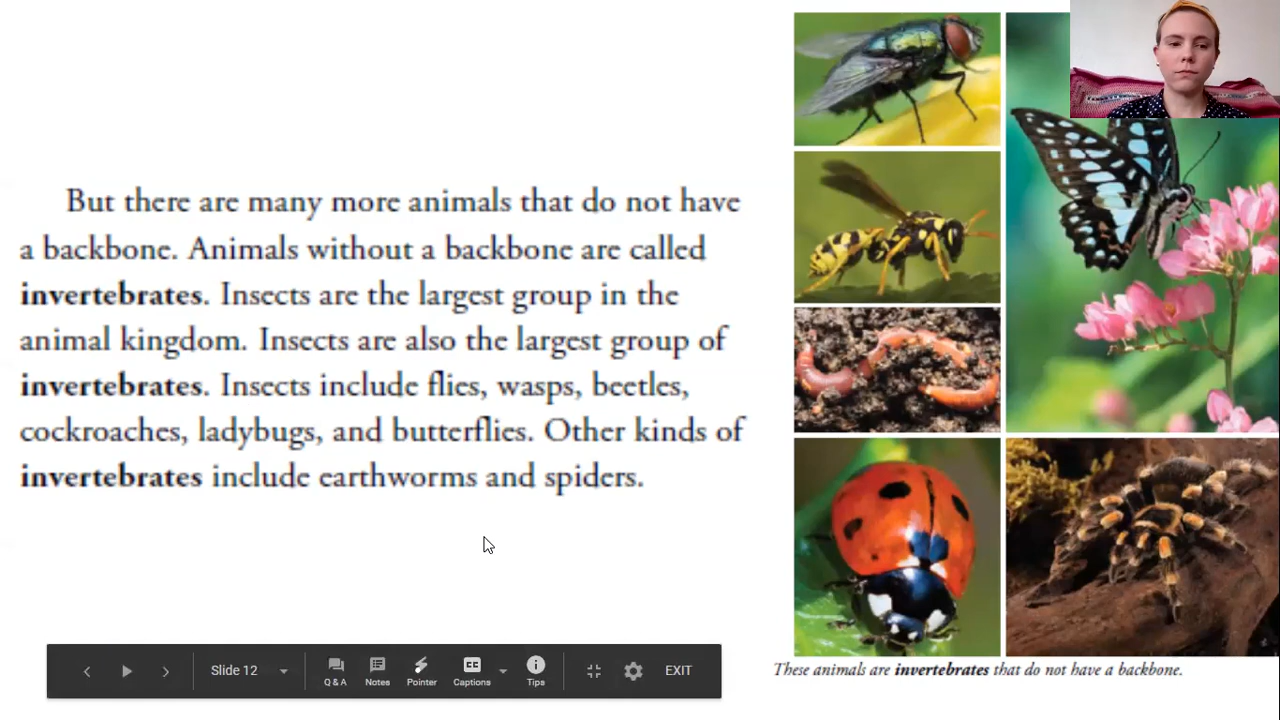 But there are many more animals that do not have
a backbone. Animals without a backbone are called
invertebrates. Insects are the largest group in the
animal kingdom. Insects are also the largest group of
invertebrates. Insects include flies, wasps, beetles,
cockroaches, ladybugs, and butterflies. Other kinds of
invertebrates include earthworms and spiders.
These animals are invertebrates that do not have a backbone.
Slide 12
Q & A
Notes
Pointer
CC
Captions
Tips
EXIT